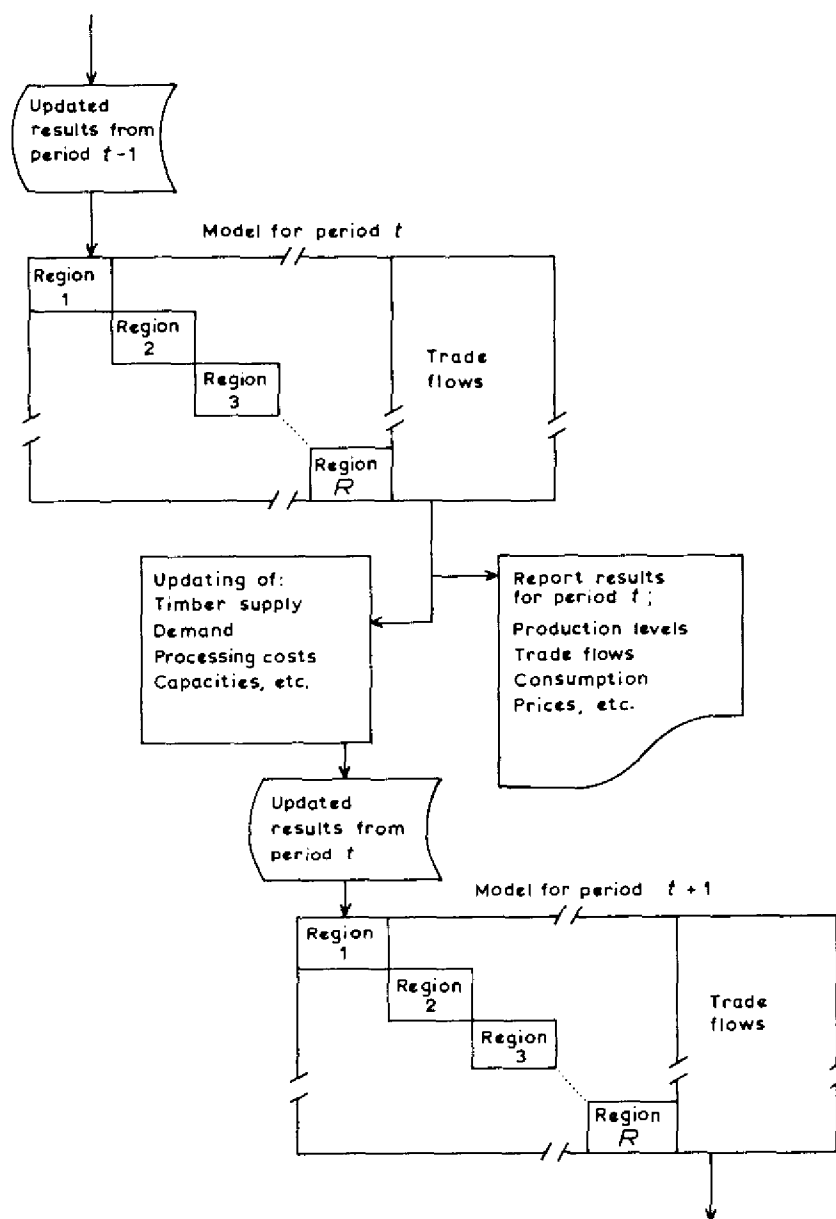 Updated
results from
period t-1
Model for period t
Region
1
Region
2
Region
3
Region
R
Trade
flows
Updating of:
Timber supply
Demand
Processing costs
Capacities, etc.
Report results
for period t;
Production levels
Trade flows
Consumption
Prices, etc.
Updated
results from
period t
Model for period t + 1
Region
1
Region
2
Region
3
Region
R
Trade
flows